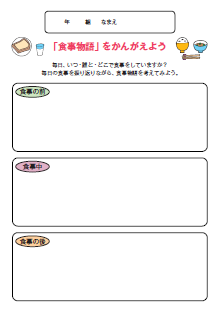 年 組 なまえ
「食事物語」をかんがえよう
毎日、いつ・誰と・どこで食事をしていますか？
毎日の食事を振り返りながら、食事物語を考えてみよう。
食事の前
食事中
食事の後